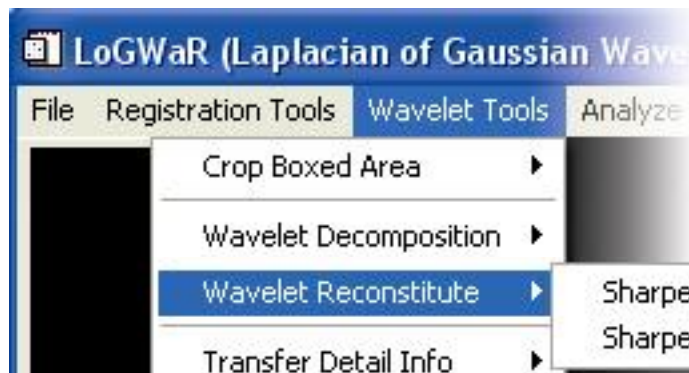 LoGWaR (Laplacian of Gaussian Wave
File Registration Tools Wavelet Tools Analyze
Crop Boxed Area
Wavelet Decomposition
Wavelet Reconstitute
Sharpe
Sharpe
Transfer Detail Info